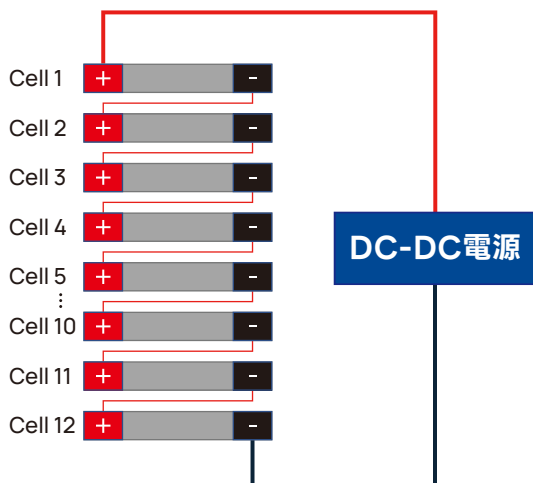 Cell 1 + -
Cell 2 + -
Cell 3 + -
Cell 4 + -
DC-DC電源
Cell 5 + -
⋮
Cell 10 + -
Cell 11 + -
Cell 12 + -